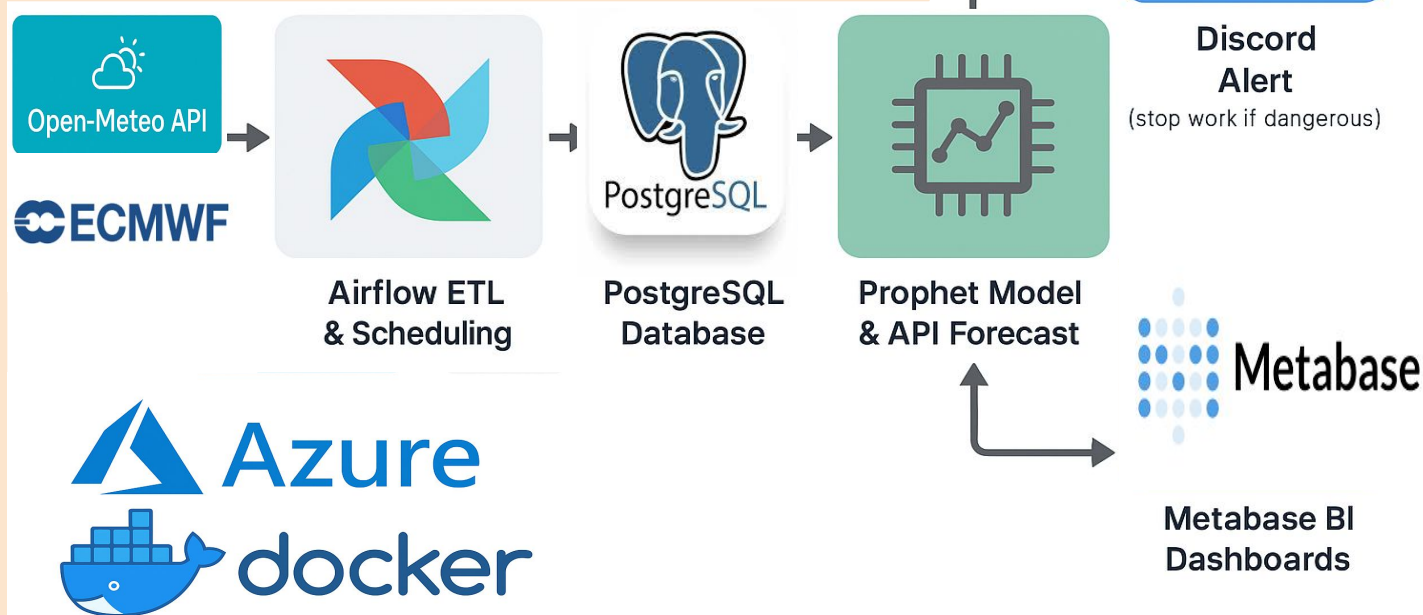 Open-Meteo API
ECMWF
Airflow ETL
& Scheduling
PostgreSQL
PostgreSQL
Database
Prophet Model
& API Forecast
Discord
Alert
(stop work if dangerous)
Metabase
Metabase BI
Dashboards
Azure
docker